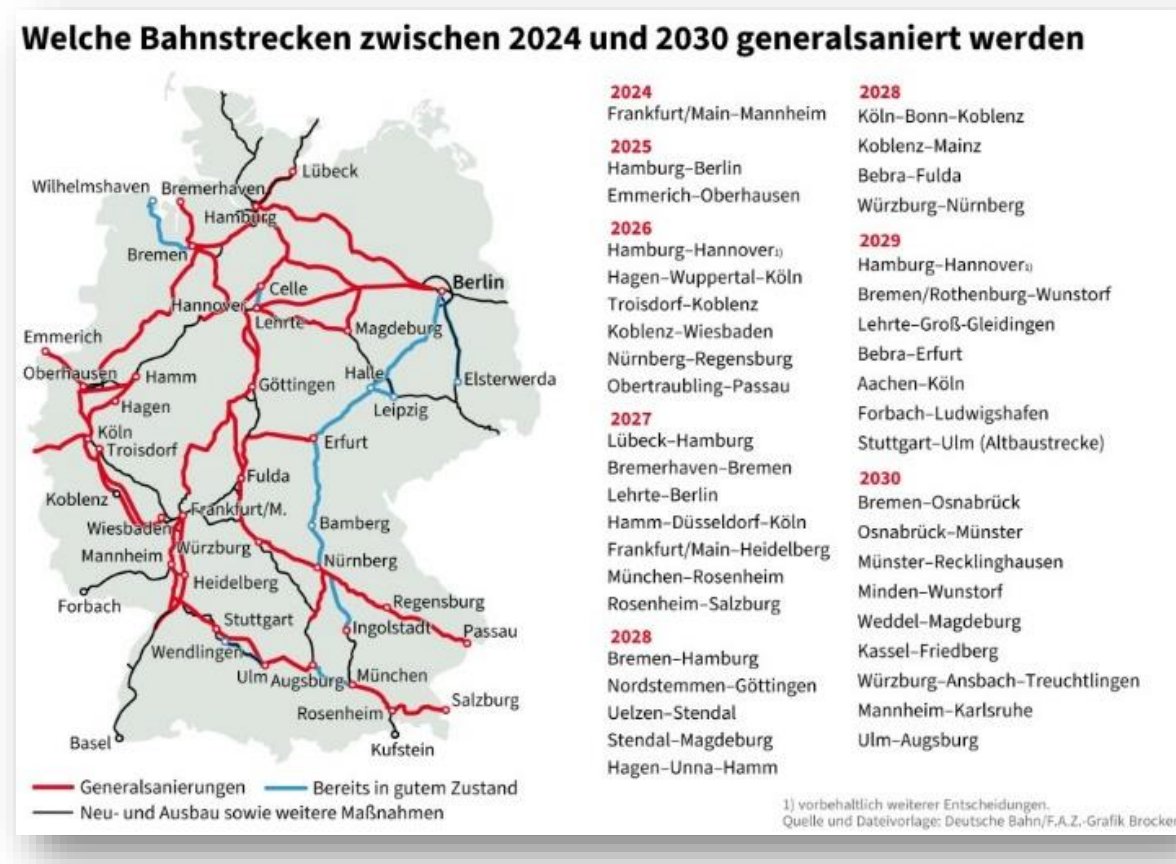 Welche Bahnstrecken zwischen 2024 und 2030 generalsaniert werden
Lübeck
Wilhelmshaven
Bremerhaven
Hamburg
Bremen
Celle
Berlin
Hannover
Lehrte
Magdeburg
Emmerich
Oberhausen
Hamm
Göttingen
Halle
Elsterwerda
Hagen
Leipzig
Köln
Troisdorf
Erfurt
Fulda
Koblenz
Frankfurt/M.
Wiesbaden
Bamberg
Mannheim
Würzburg
Nürnberg
Heidelberg
Forbach
Regensburg
Stuttgart
Ingolstadt
Passau
Wendlingen
Ulm
Augsburg
München
Salzburg
Rosenheim
Basel
Kufstein
Generalsanierungen
Bereits in gutem Zustand
Neu- und Ausbau sowie weitere Maßnahmen
2024
Frankfurt/Main–Mannheim
2025
Hamburg–Berlin
Emmerich–Oberhausen
2026
Hamburg–Hannover1)
Hagen–Wuppertal–Köln
Troisdorf–Koblenz
Koblenz–Wiesbaden
Nürnberg–Regensburg
Obertraubling–Passau
2027
Lübeck–Hamburg
Bremerhaven–Bremen
Lehrte–Berlin
Hamm–Düsseldorf–Köln
Frankfurt/Main–Heidelberg
München–Rosenheim
Rosenheim–Salzburg
2028
Bremen–Hamburg
Nordstemmen–Göttingen
Uelzen–Stendal
Stendal–Magdeburg
Hagen–Unna–Hamm
2028
Köln–Bonn–Koblenz
Koblenz–Mainz
Bebra–Fulda
Würzburg–Nürnberg
2029
Hamburg–Hannover1)
Bremen/Rothenburg–Wunstorf
Lehrte–Groß-Gleidingen
Bebra–Erfurt
Aachen–Köln
Forbach–Ludwigshafen
Stuttgart–Ulm (Altbaustrecke)
2030
Bremen–Osnabrück
Osnabrück–Münster
Münster–Recklinghausen
Minden–Wunstorf
Weddel–Magdeburg
Kassel–Friedberg
Würzburg–Ansbach–Treuchtlingen
Mannheim–Karlsruhe
Ulm–Augsburg
1) vorbehaltlich weiterer Entscheidungen.
Quelle und Dateivorlage: Deutsche Bahn/F.A.Z.-Grafik Brocker